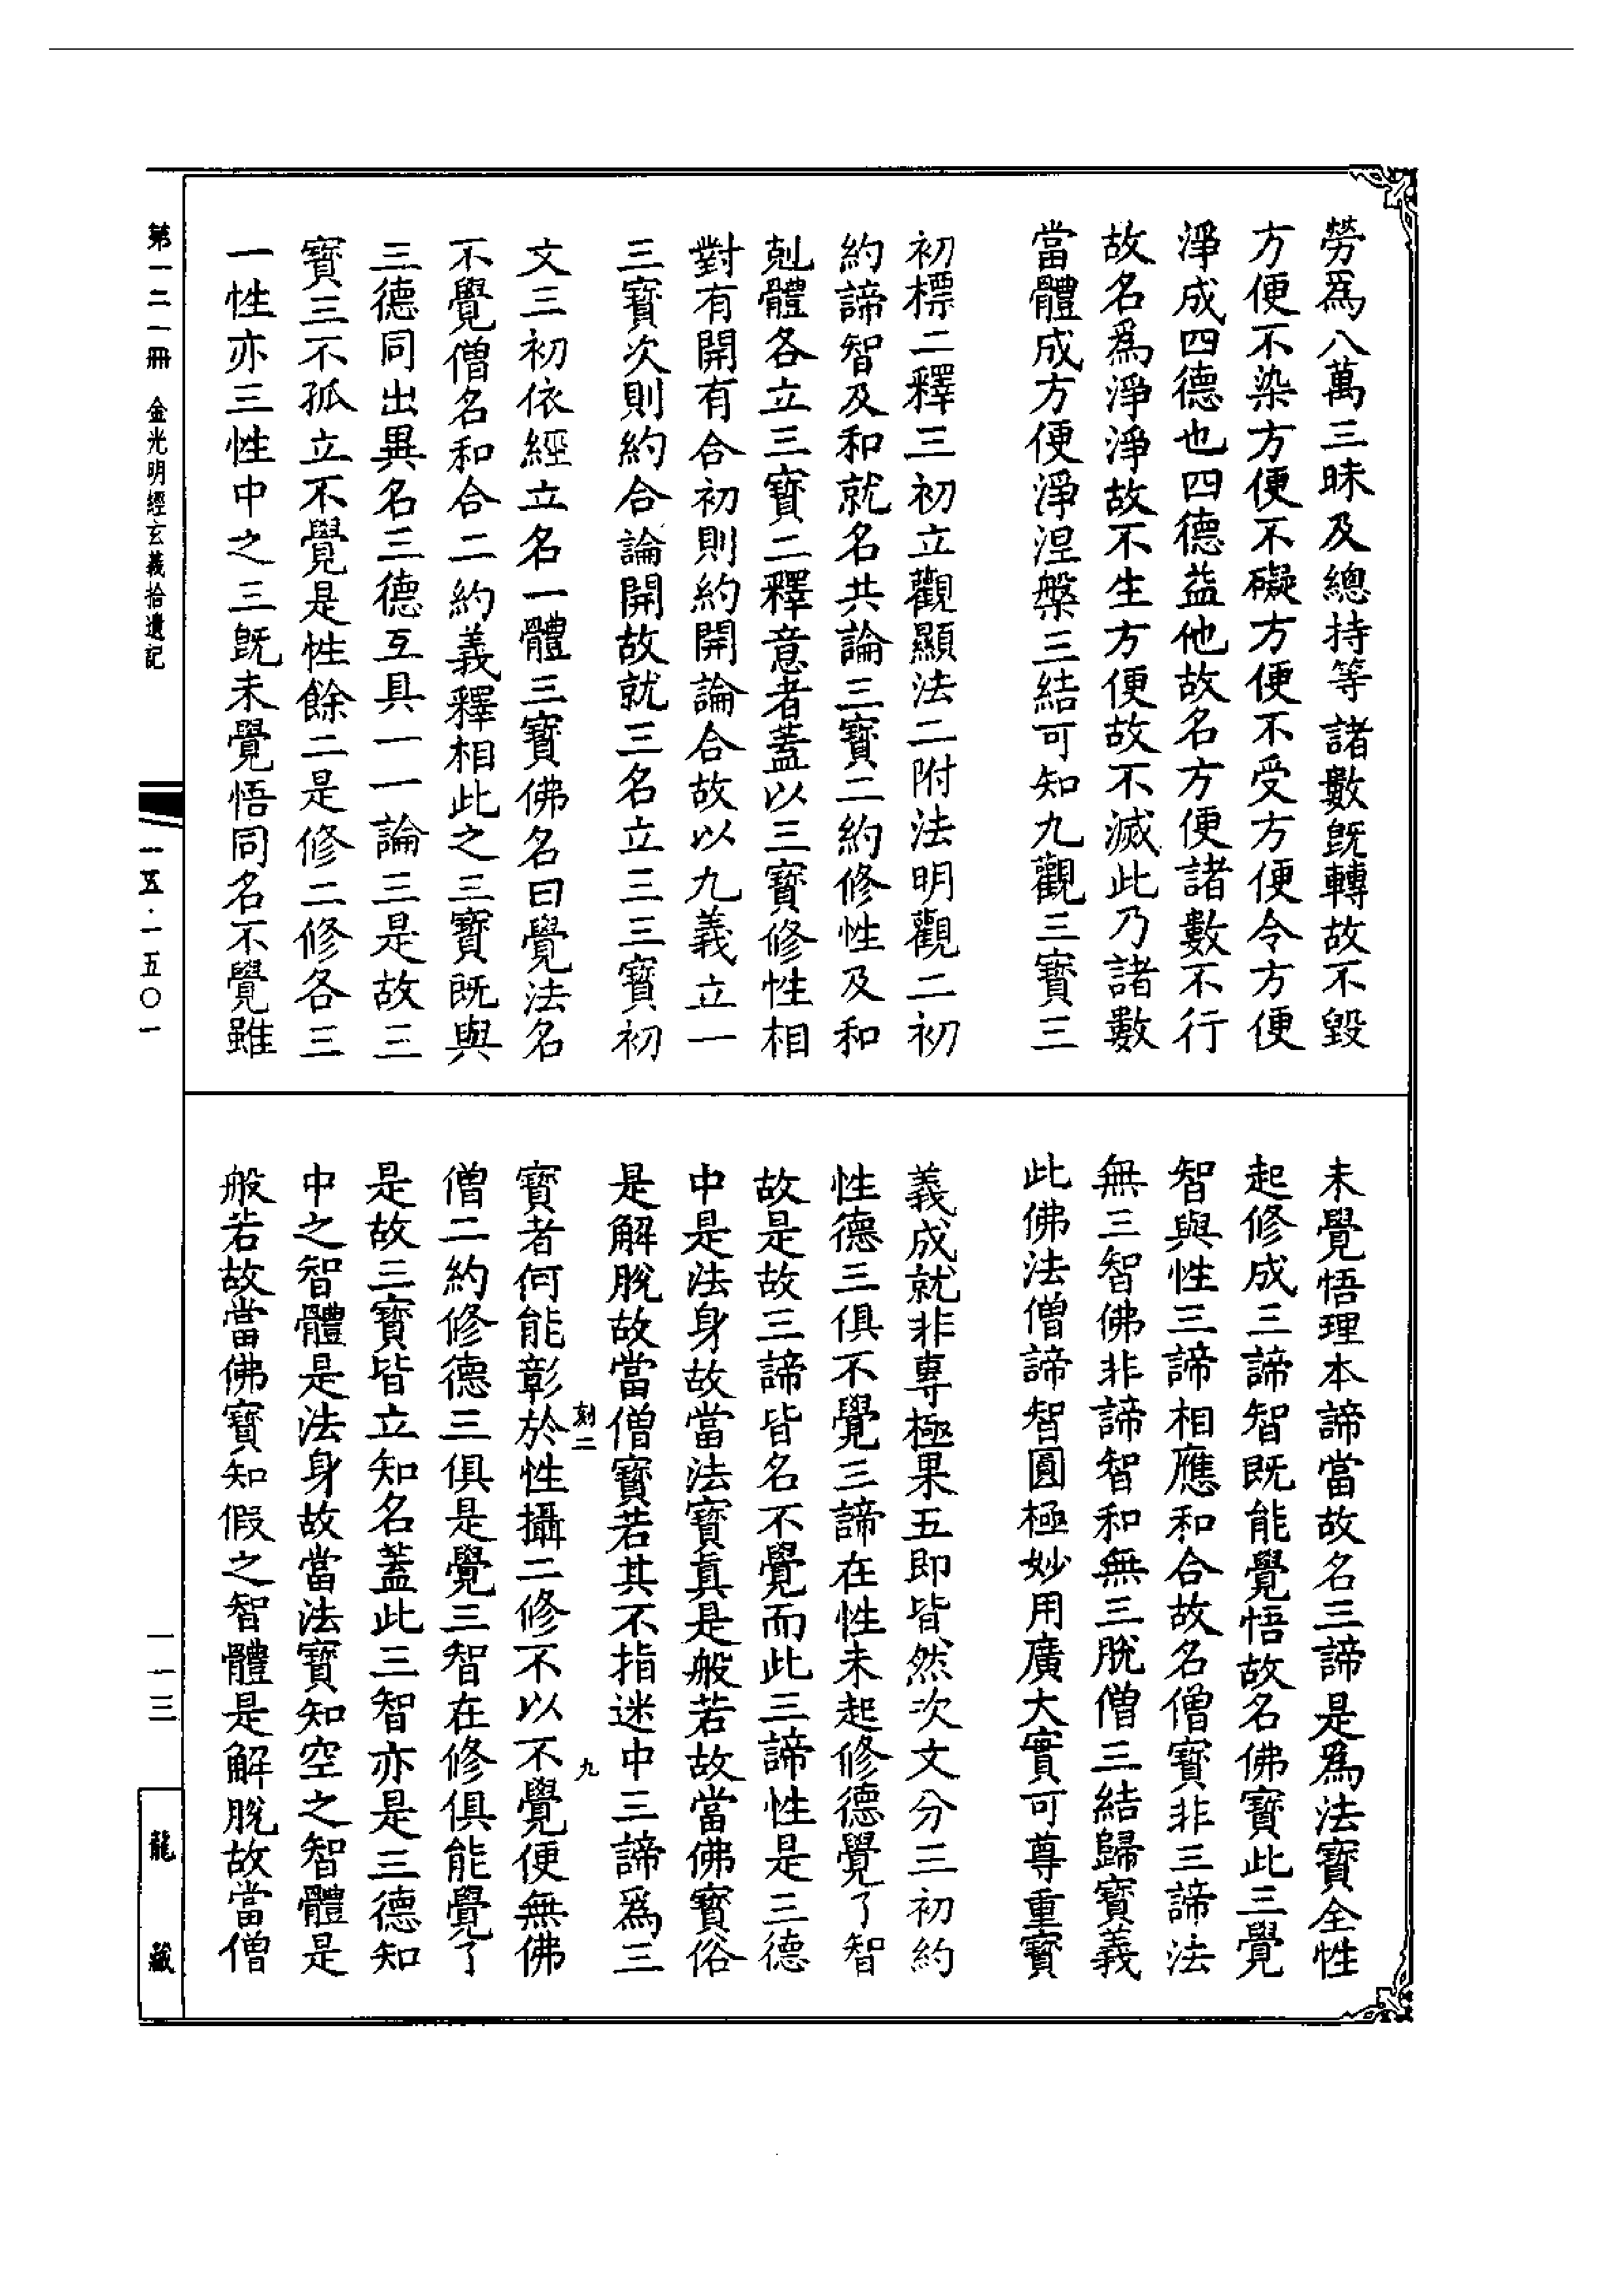 勞爲八萬三昧及總持等諸數旣轉故不毀
方便不染方便不礙方便不受方便令方便
淨成四德也四德益他故名方便諸數不行
故名爲淨淨故不生方便故不滅此乃諸數
當體成方便淨涅槃三結可知九觀三寶三
初標二釋三初立觀顯法二附法明觀二初
約諦智及和就名共論三寶二約修性及和
剋體各立三寶二釋意者蓋以三寶修性相
對有開有合初則約開論合故以九義立一
三寶次則約合論開故就三名立三三寶初
文三初依經立名一體三寶佛名曰覺法名
不覺僧名和合二約義釋相此之三寶既與
三德同出異名三德互具一一論三是故三
寶三不孤立不覺是性餘二是修二修各三
一性亦三性中之三旣未覺悟同名不覺雖
未覺悟理本諦當故名三諦是爲法寶全性
起修成三諦智既能覺悟故名佛寶此三覺
智與性三諦相應和合故名僧寶非三諦法
無三智佛非諦智和無三脫僧三結歸寶義
此佛法僧諦智圓極妙用廣大實可尊重寶
義成就非專極果五即皆然次文分三初約
性德三俱不覺三諦在性未起修德覺了智
故是故三諦皆名不覺而此三諦性是三德
中是法身故當法寶真是般若故當佛寶俗
是解脫故當僧寶若其不指迷中三諦爲三
寶者何能彰於性攝二修不以不覺便無佛
僧二約修德三俱是覺三智在修俱能覺了
是故三寶皆立知名蓋此三智亦是三德知
中之智體是法身故當法寶知空之智體是
般若故當佛寶知假之智體是解脫故當僧
刻二
九
第一二一冊 金光明經玄義拾遺記
一五·一五〇一
一一三
龍藏